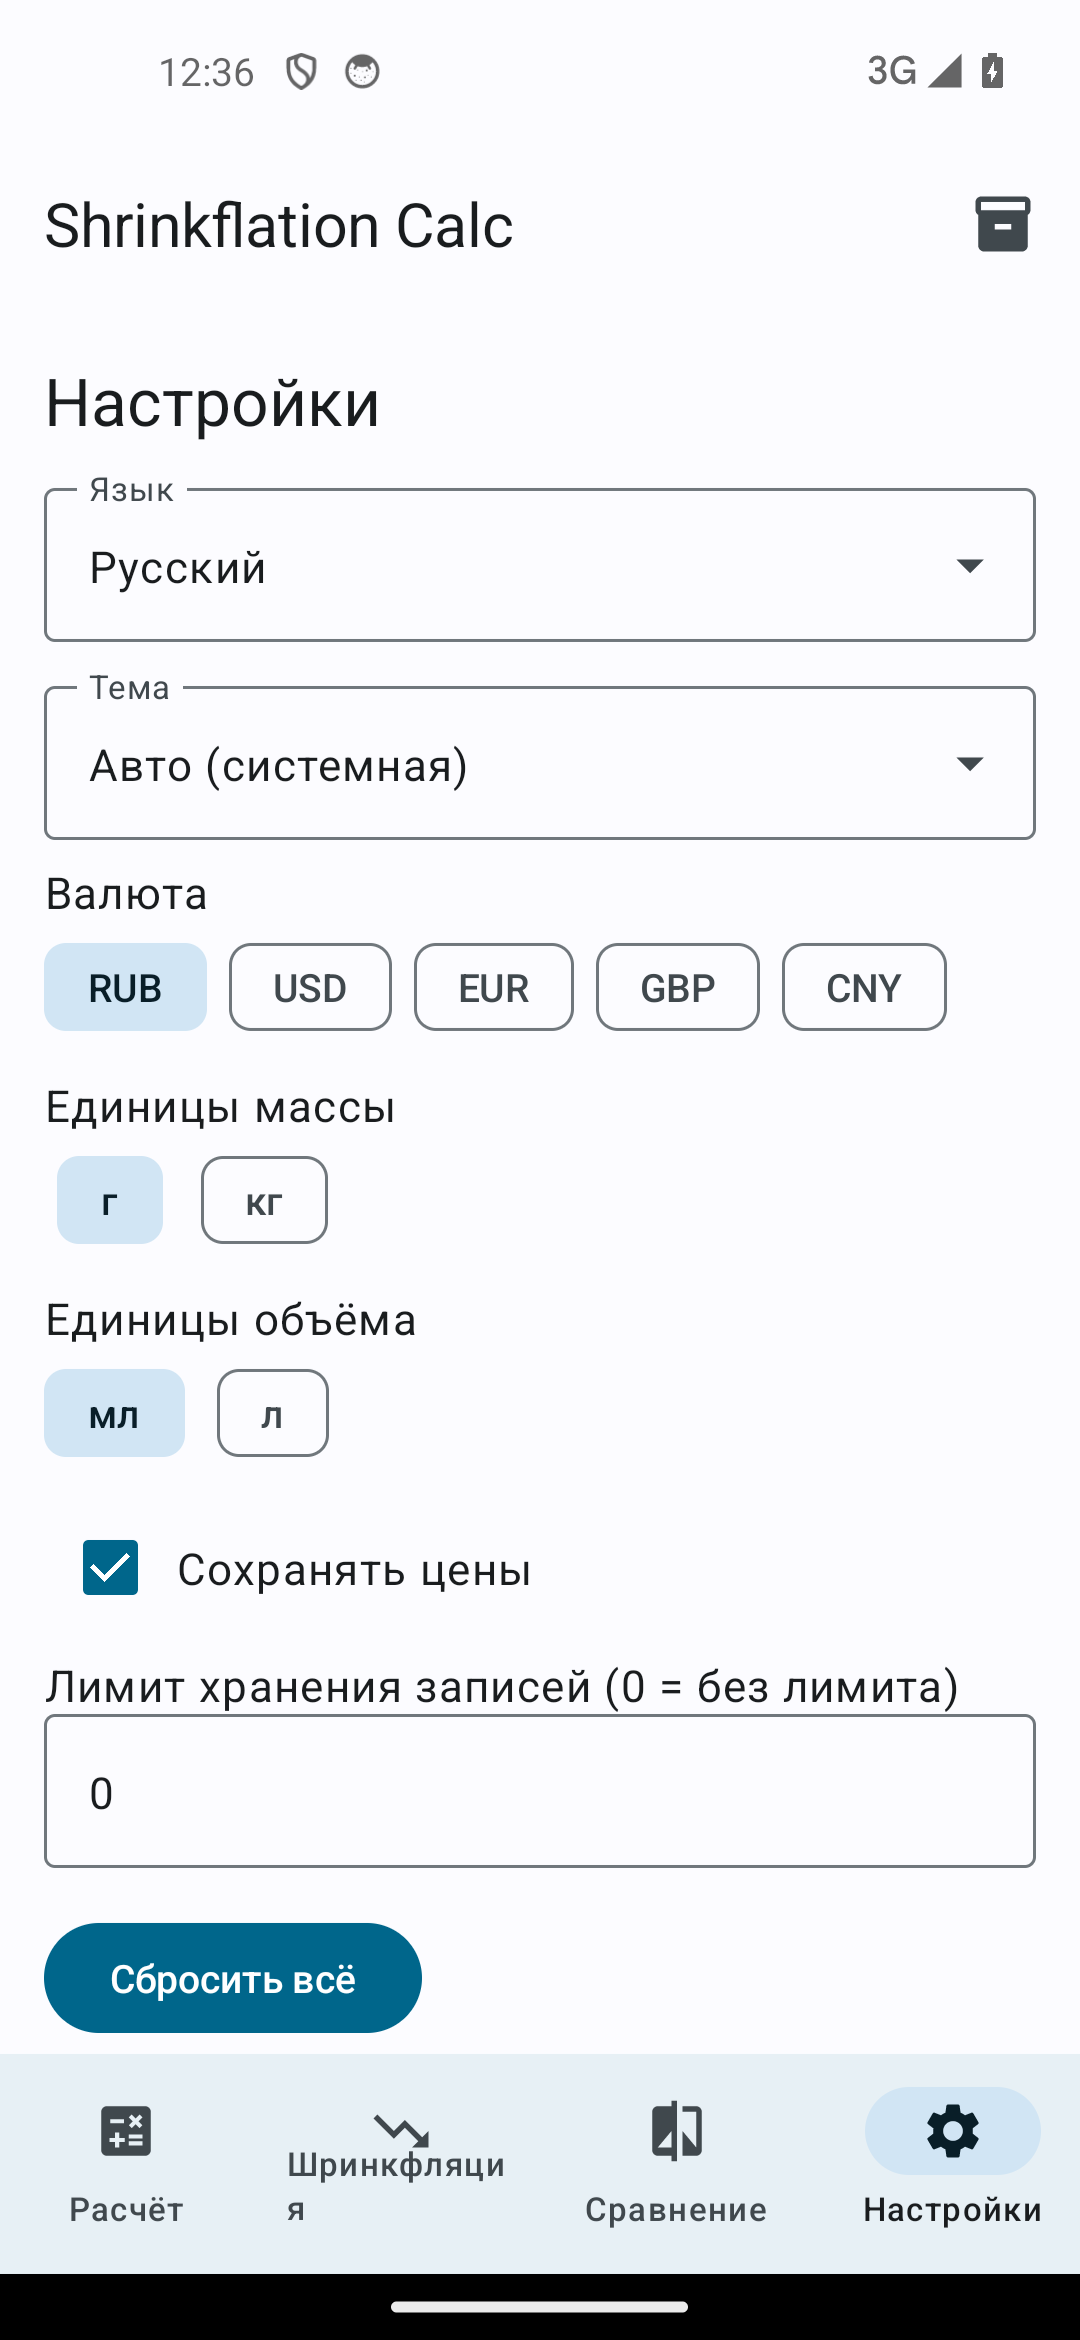 12:36
3G
Shrinkflation Calc
Настройки
Язык
Русский
Тема
Авто (системная)
Валюта
RUB USD EUR GBP CNY
Единицы массы
г кг
Единицы объёма
мл л
Сохранять цены
Лимит хранения записей (0 = без лимита)
0
Сбросить всё
Расчёт
Шринкфляци
я
Сравнение
Настройки